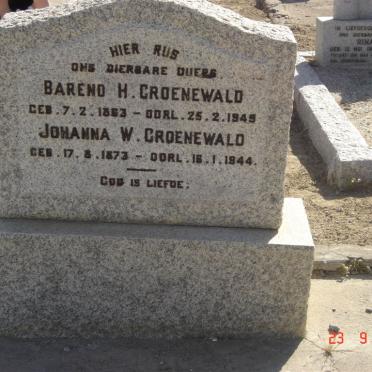 HIER RUS
ONS DIERBARE OUERS
BAREND H. GROENEWALD
GEB. 7. 2. 1863 – OORL. 25. 2. 1949
JOHANNA W. GROENEWALD
GEB. 17. 8. 1873 – OORL. 16. 1. 1944.
GOD IS LIEFDE.
23 9